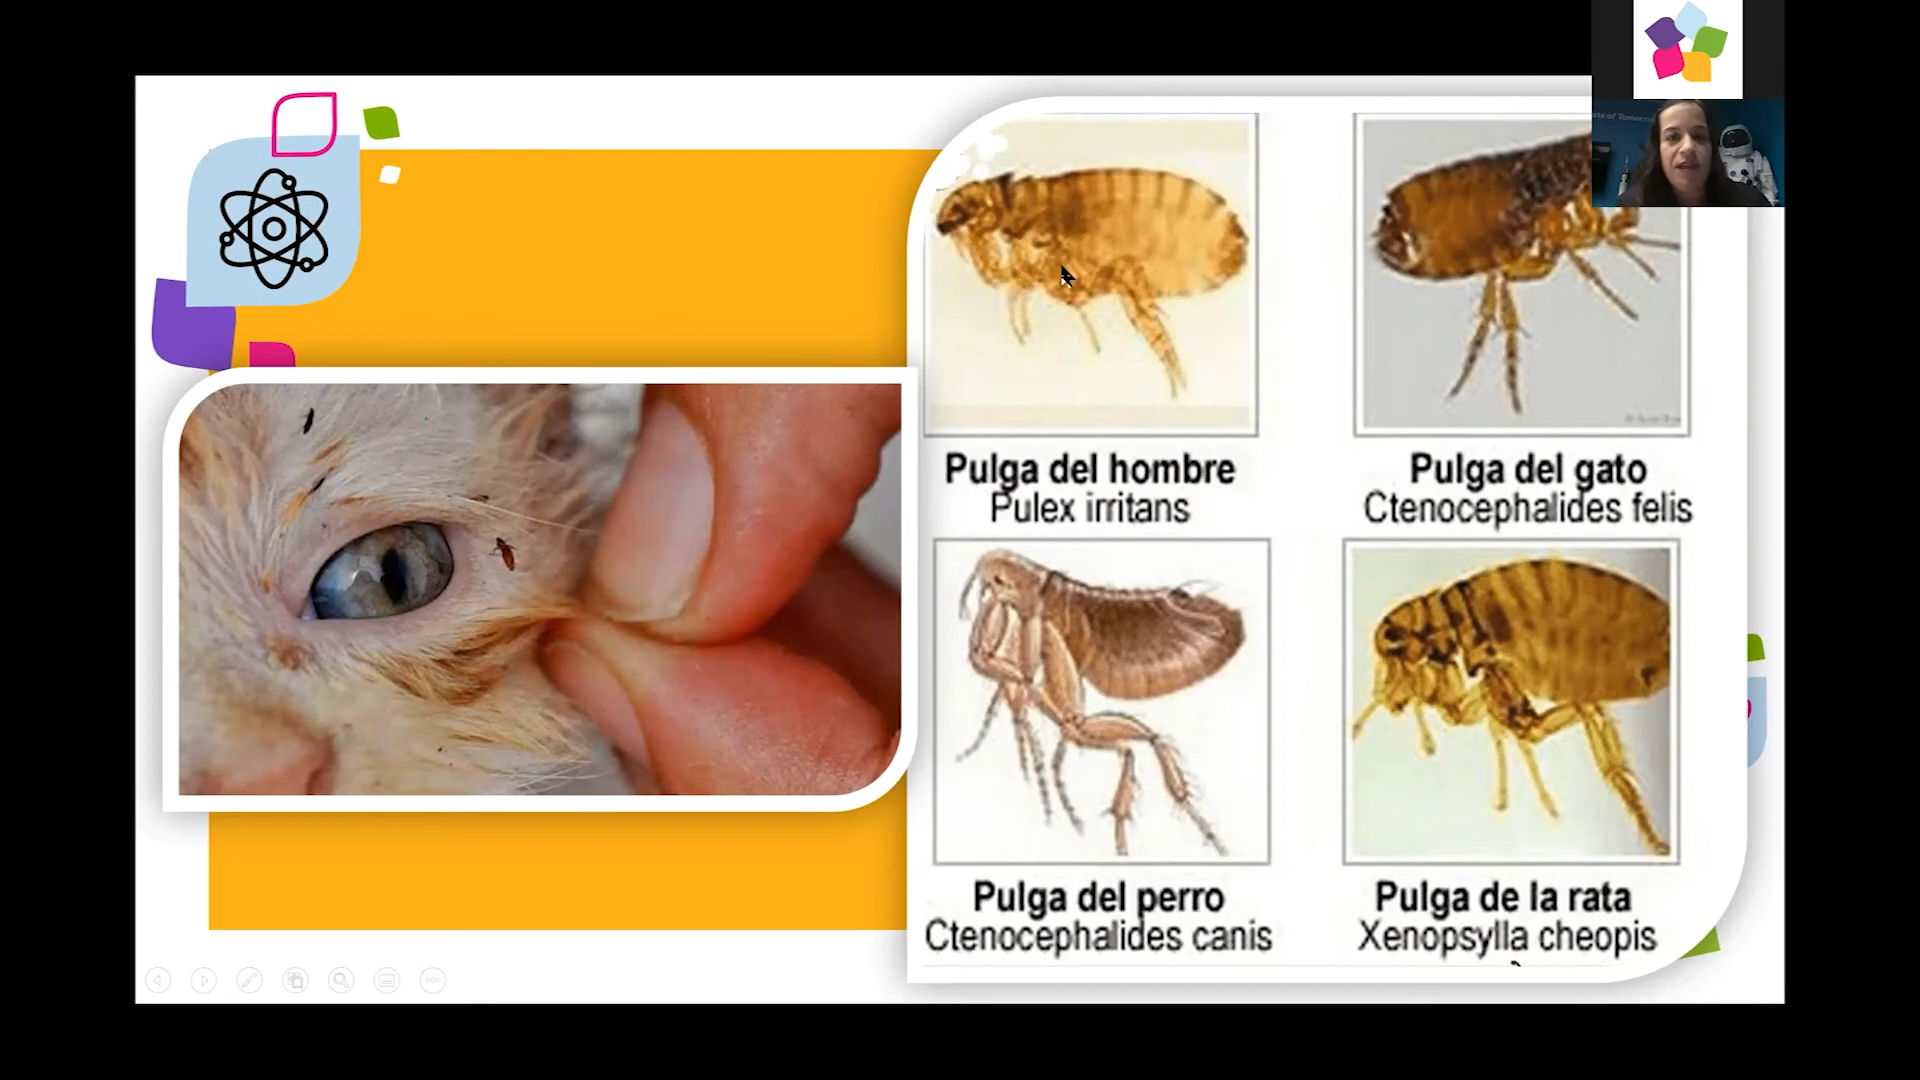 Pulga del hombre
Pulex irritans
Pulga del gato
Ctenocephalides felis
Pulga del perro
Ctenocephalides canis
Pulga de la rata
Xenopsylla cheopis